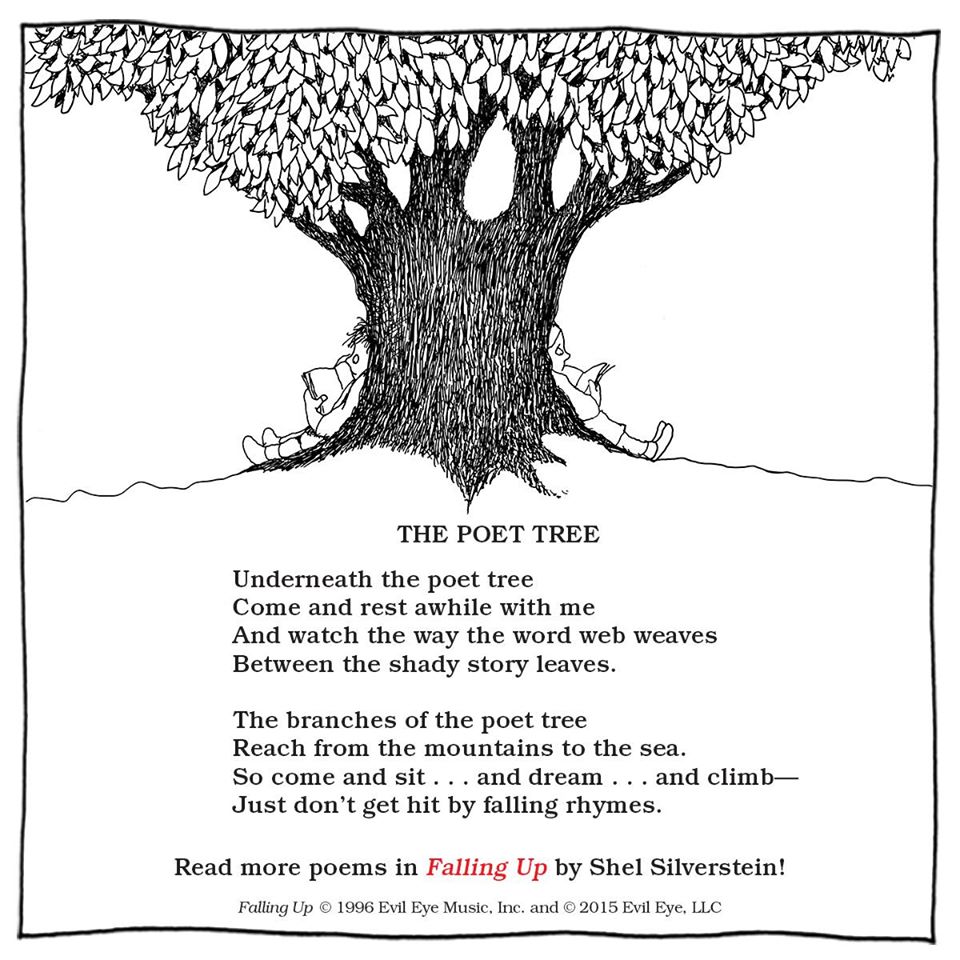 THE POET TREE
Underneath the poet tree
Come and rest awhile with me
And watch the way the word web weaves
Between the shady story leaves.
The branches of the poet tree
Reach from the mountains to the sea.
So come and sit . . . and dream . . . and climb—
Just don’t get hit by falling rhymes.
Read more poems in Falling Up by Shel Silverstein!
Falling Up © 1996 Evil Eye Music, Inc. and © 2015 Evil Eye, LLC